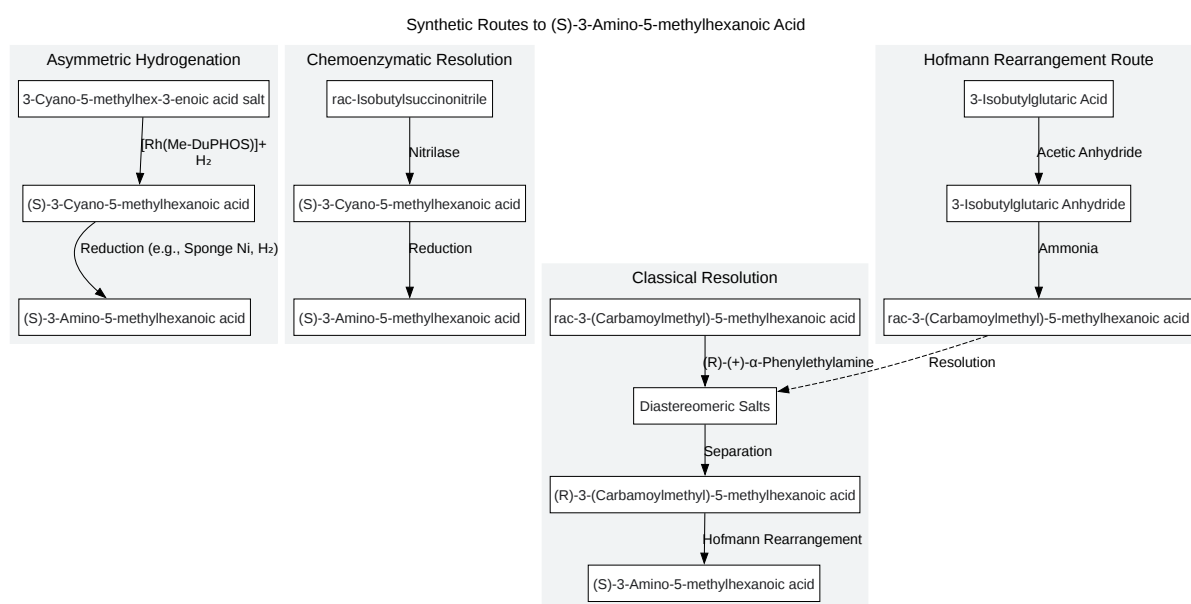 Synthetic Routes to (S)-3-Amino-5-methylhexanoic Acid
Asymmetric Hydrogenation
3-Cyano-5-methylhex-3-enoic acid salt
[Rh(Me-DuPHOS)]+
H₂
(S)-3-Cyano-5-methylhexanoic acid
Reduction (e.g., Sponge Ni, H₂)
(S)-3-Amino-5-methylhexanoic acid
Chemoenzymatic Resolution
rac-Isobutylsuccinonitrile
Nitrilase
(S)-3-Cyano-5-methylhexanoic acid
Reduction
(S)-3-Amino-5-methylhexanoic acid
Classical Resolution
rac-3-(Carbamoylmethyl)-5-methylhexanoic acid
(R)-(+)-α-Phenylethylamine
Diastereomeric Salts
Separation
(R)-3-(Carbamoylmethyl)-5-methylhexanoic acid
Hofmann Rearrangement
(S)-3-Amino-5-methylhexanoic acid
Hofmann Rearrangement Route
3-Isobutylglutaric Acid
Acetic Anhydride
3-Isobutylglutaric Anhydride
Ammonia
rac-3-(Carbamoylmethyl)-5-methylhexanoic acid
Resolution